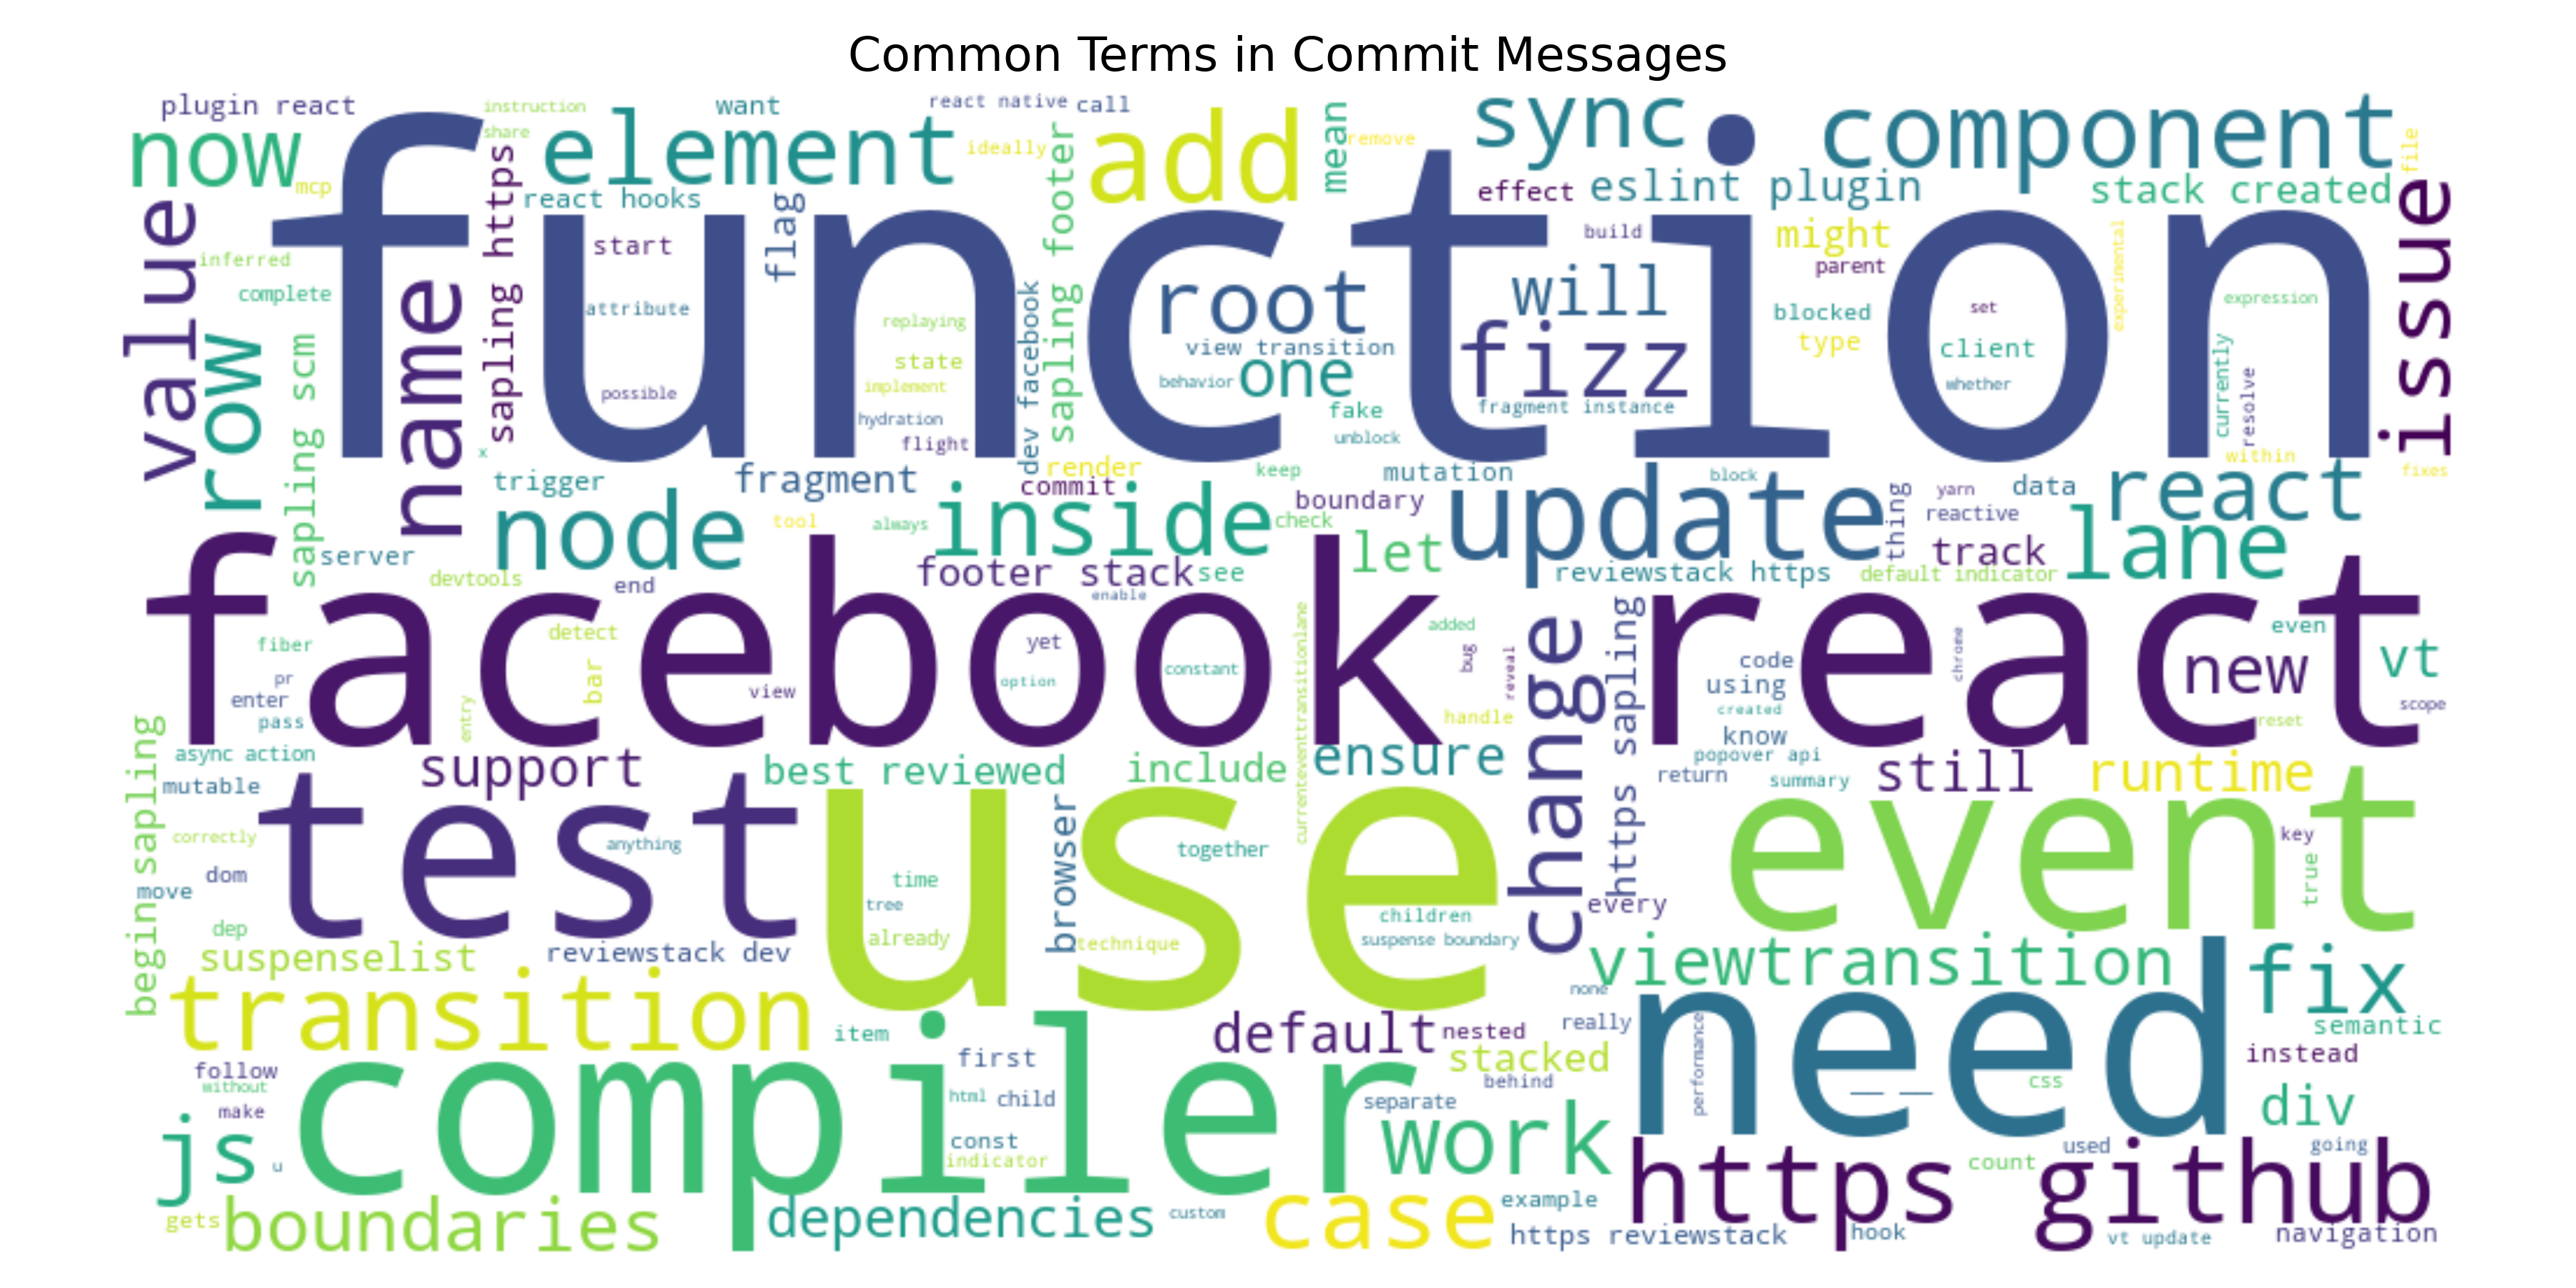 Common Terms in Commit Messages
plugin react
instruction
want
react native
call
sync
component
now
share
element
ideally
add
mean
remove
file
mcp
function
sapling https
react hooks
flag
sapling footer
effect
eslint plugin
stack created
issue
value
inferred
complete
start
build
might
parent
experimental
name
attribute
dev facebook
root
will
blocked
set
expression
row
sapling scm
replaying
state
implement
view transition
behavior
one
fizz
type
client
whether
currently
resolve
possible
hydration
flight
fake
unblock
fragment instance
x
trigger
fragment
render
commit
keep
mutation
boundary
block
within
fixes
node
tool
always
inside
check
let
update
thing
yarn
reactive
data
react
track
lane
server
devtools
end
footer stack
see
enable
reviewstack https
default indicator
facebook react
fiber
pr
enter
pass
detect
bar
entry
view
yet
option
constant
currenteventtransitionlane
added
bug
reveal
handle
change
https sapling
code
using
created
know
chrome
even
new
vt
scope
reset
begin sapling
async action
mutable
support
best reviewed
include
ensure
popover api
return
summary
still
runtime
test
use
event
correctly
anything
dom
move
dep
time
tree
already
browser
technique
together
children
suspense boundary
every
key
true
suspenselist
reviewstack dev
viewtransition
fix
transition
none
need
item
default
nested
really
performance
semantic
follow
without
make
compiler
first
stacked
behind
css
instead
html
child
separate
div
js
u
const
indicator
work
https github
count
used
going
gets
boundaries
dependencies
custom
case
example
https reviewstack
hook
vt update
navigation